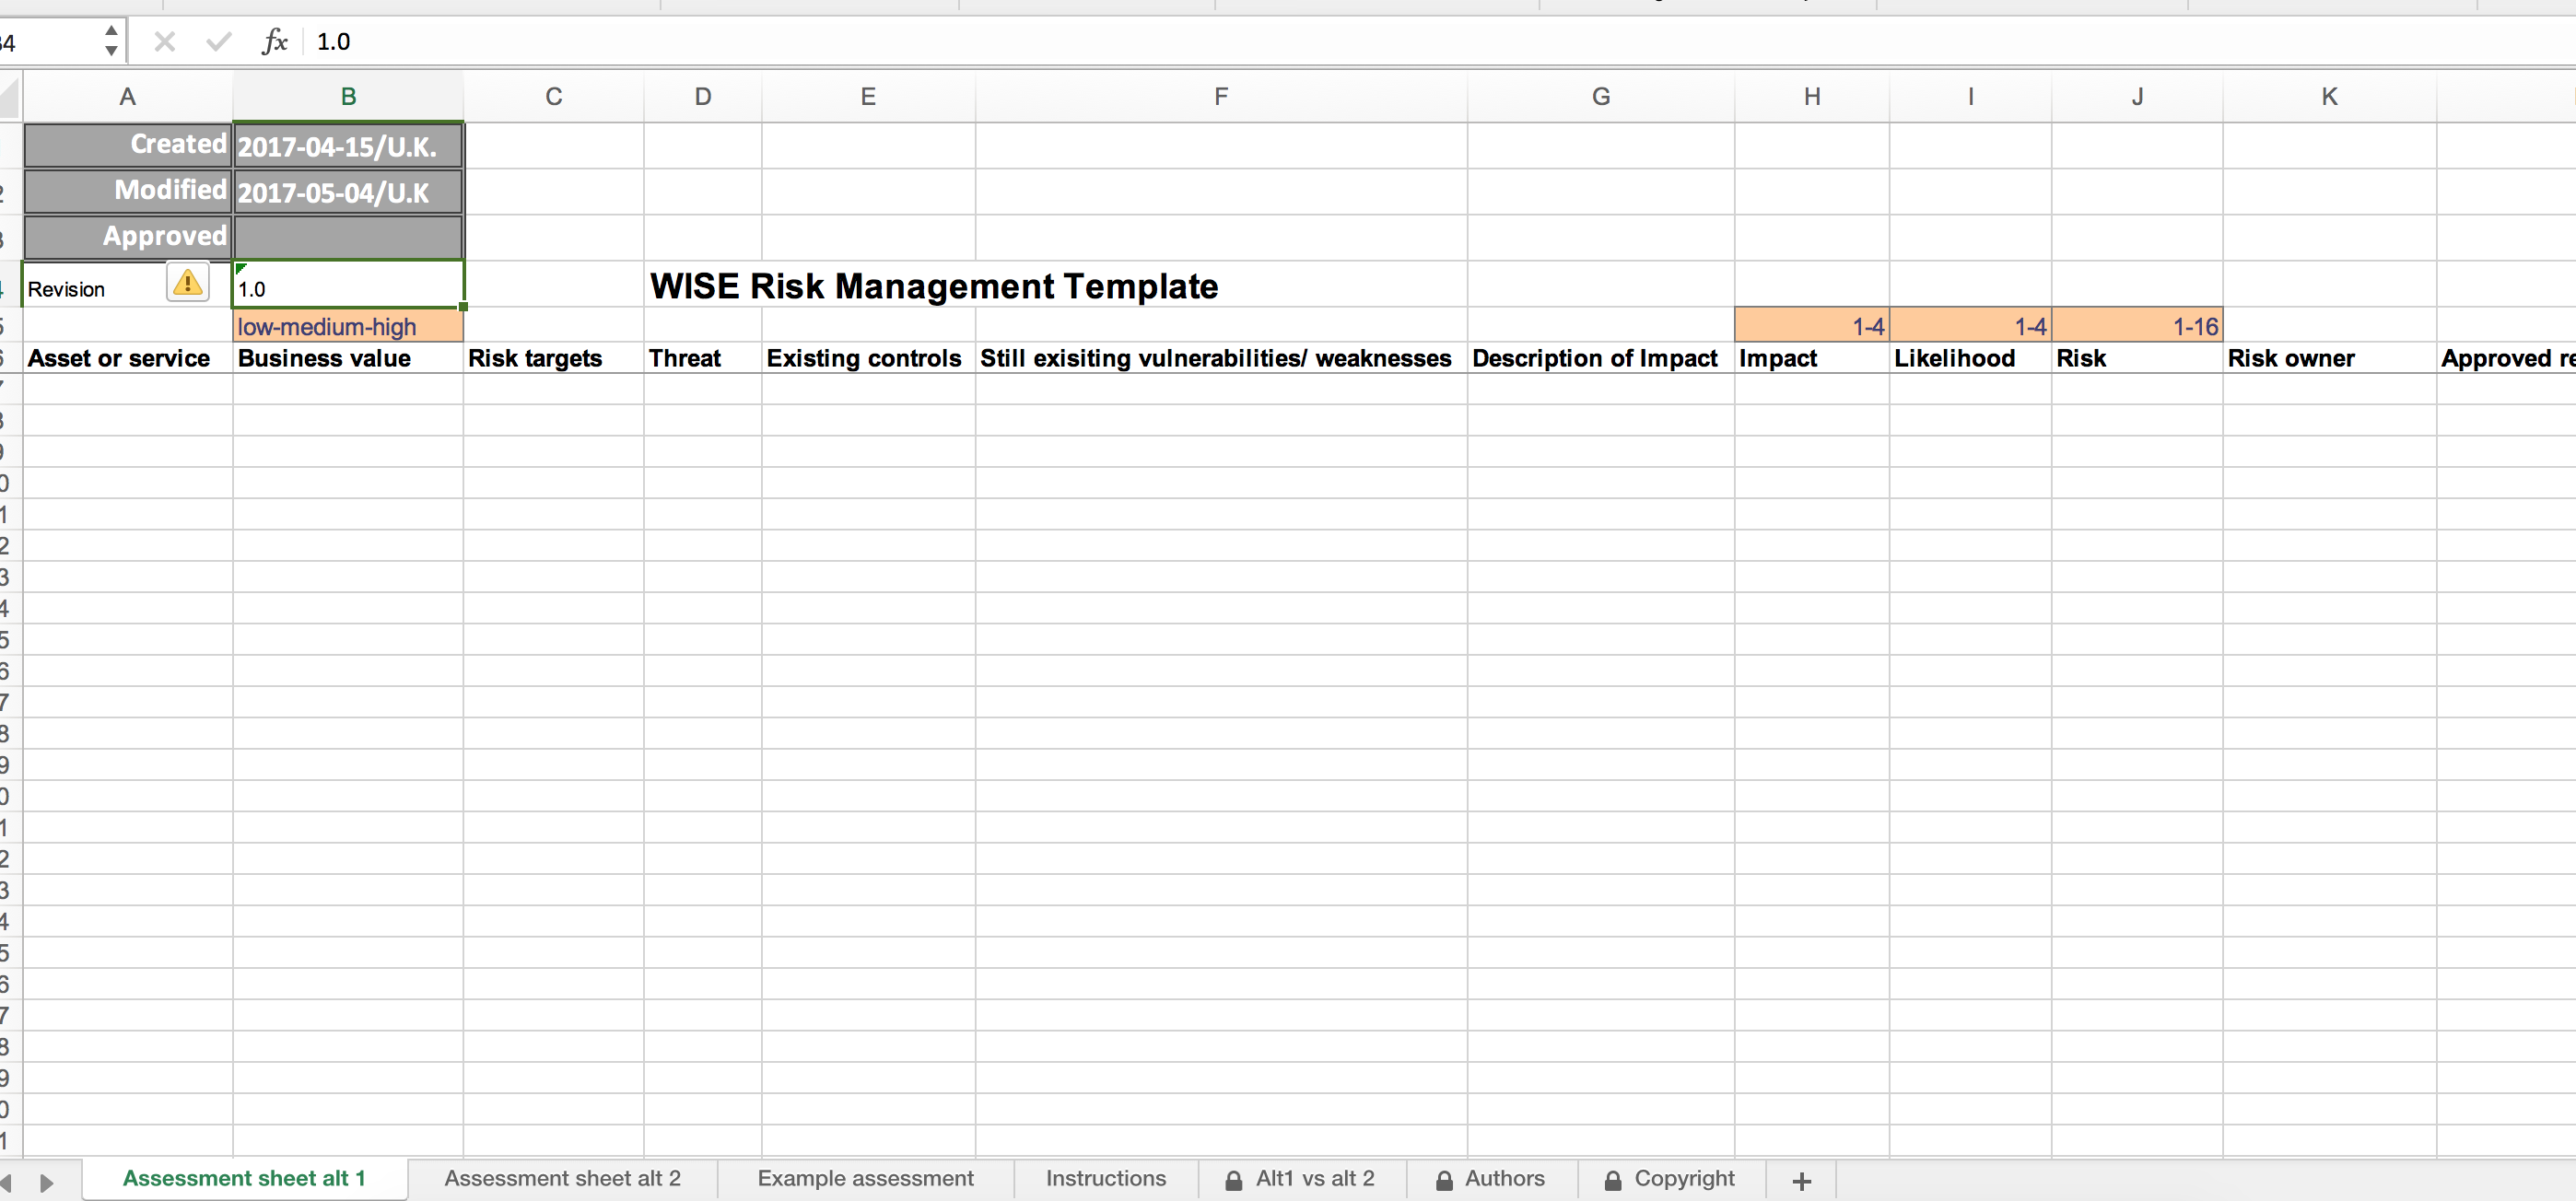 fx 1.0
A B C D E F G H I J K
Created 2017-04-15/U.K.
Modified 2017-05-04/U.K
Approved
Revision 1.0 WISE Risk Management Template
low-medium-high 1-4 1-4 1-16
Asset or service Business value Risk targets Threat Existing controls Still exisiting vulnerabilities/ weaknesses Description of Impact Impact Likelihood Risk Risk owner Approved
Assessment sheet alt 1 Assessment sheet alt 2 Example assessment Instructions Alt1 vs alt 2 Authors Copyright +